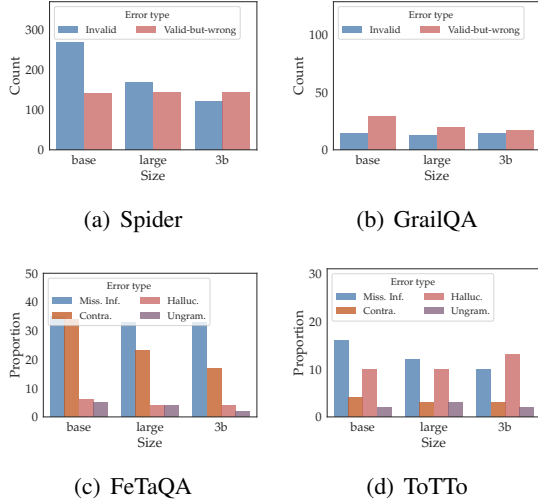 Error type
Invalid Valid-but-wrong
300
200
100
0
Count
base large 3b
Size
(a) Spider
Error type
Invalid Valid-but-wrong
100
50
0
Count
base large 3b
Size
(b) GrailQA
Error type
Miss. Inf. Halluc.
Contra. Ungram.
50
40
30
20
10
0
Proportion
base large 3b
Size
(c) FeTaQA
Error type
Miss. Inf. Halluc.
Contra. Ungram.
30
20
10
0
Proportion
base large 3b
Size
(d) ToTTo